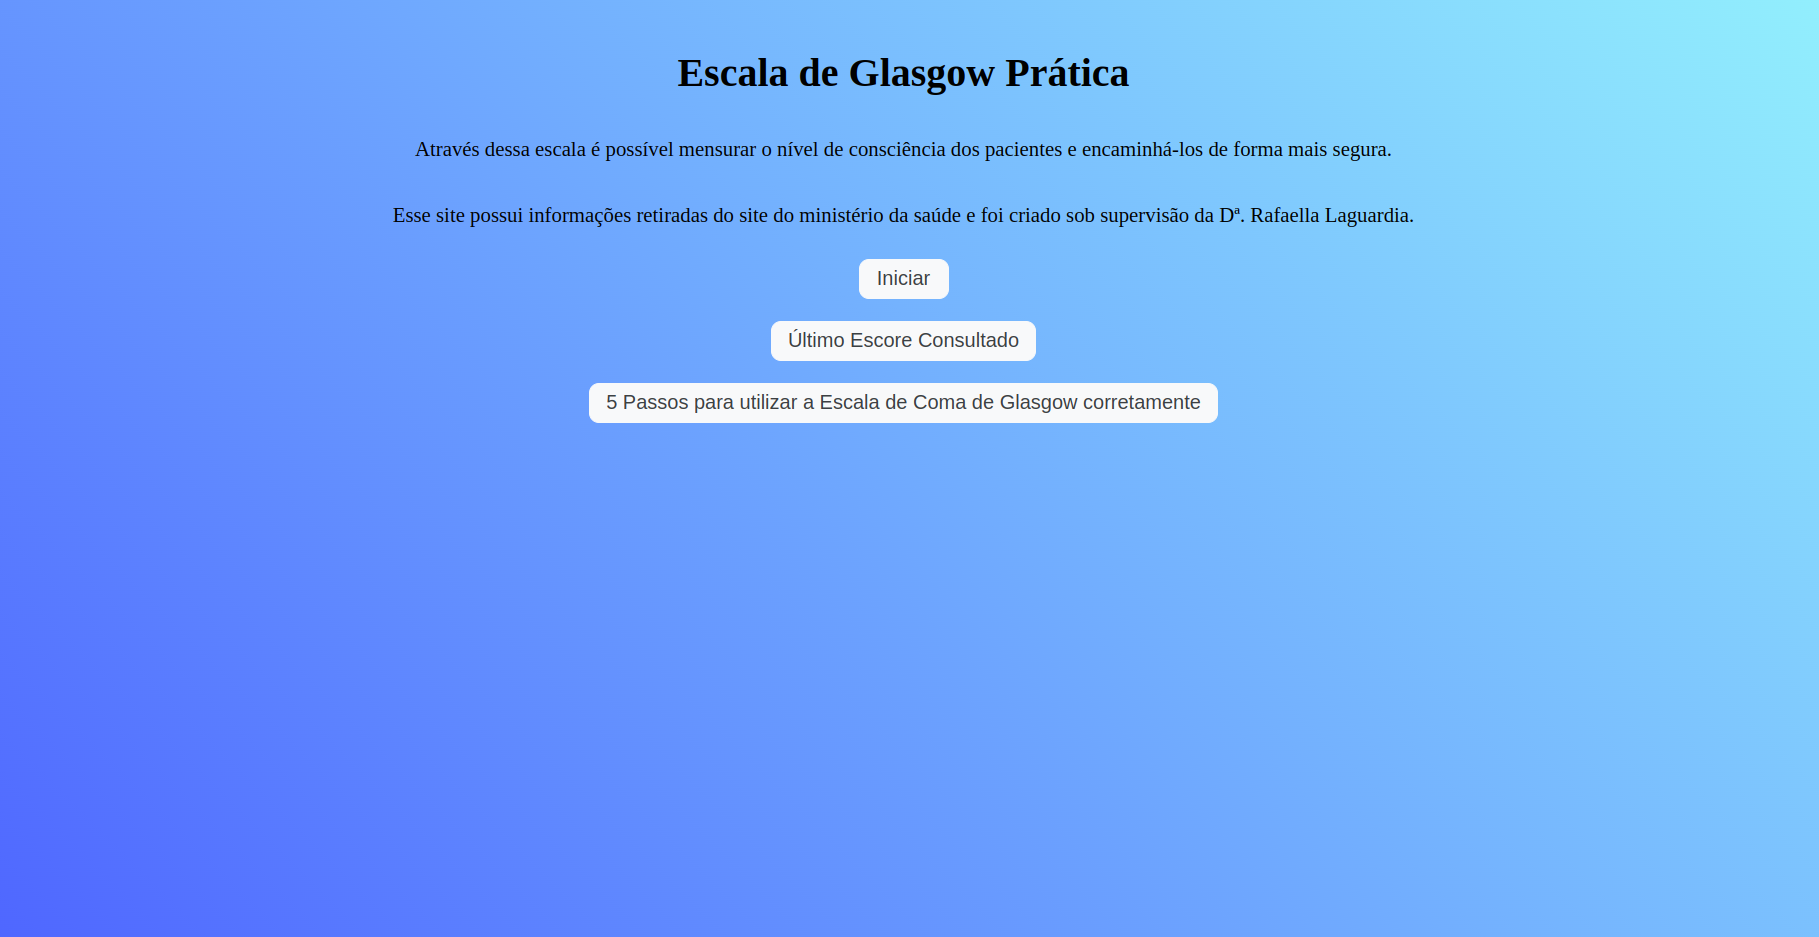 Escala de Glasgow Prática
Através dessa escala é possível mensurar o nível de consciência dos pacientes e encaminhá-los de forma mais segura.
Esse site possui informações retiradas do site do ministério da saúde e foi criado sob supervisão da Dª. Rafaella Laguardia.
Iniciar
Último Escore Consultado
5 Passos para utilizar a Escala de Coma de Glasgow corretamente